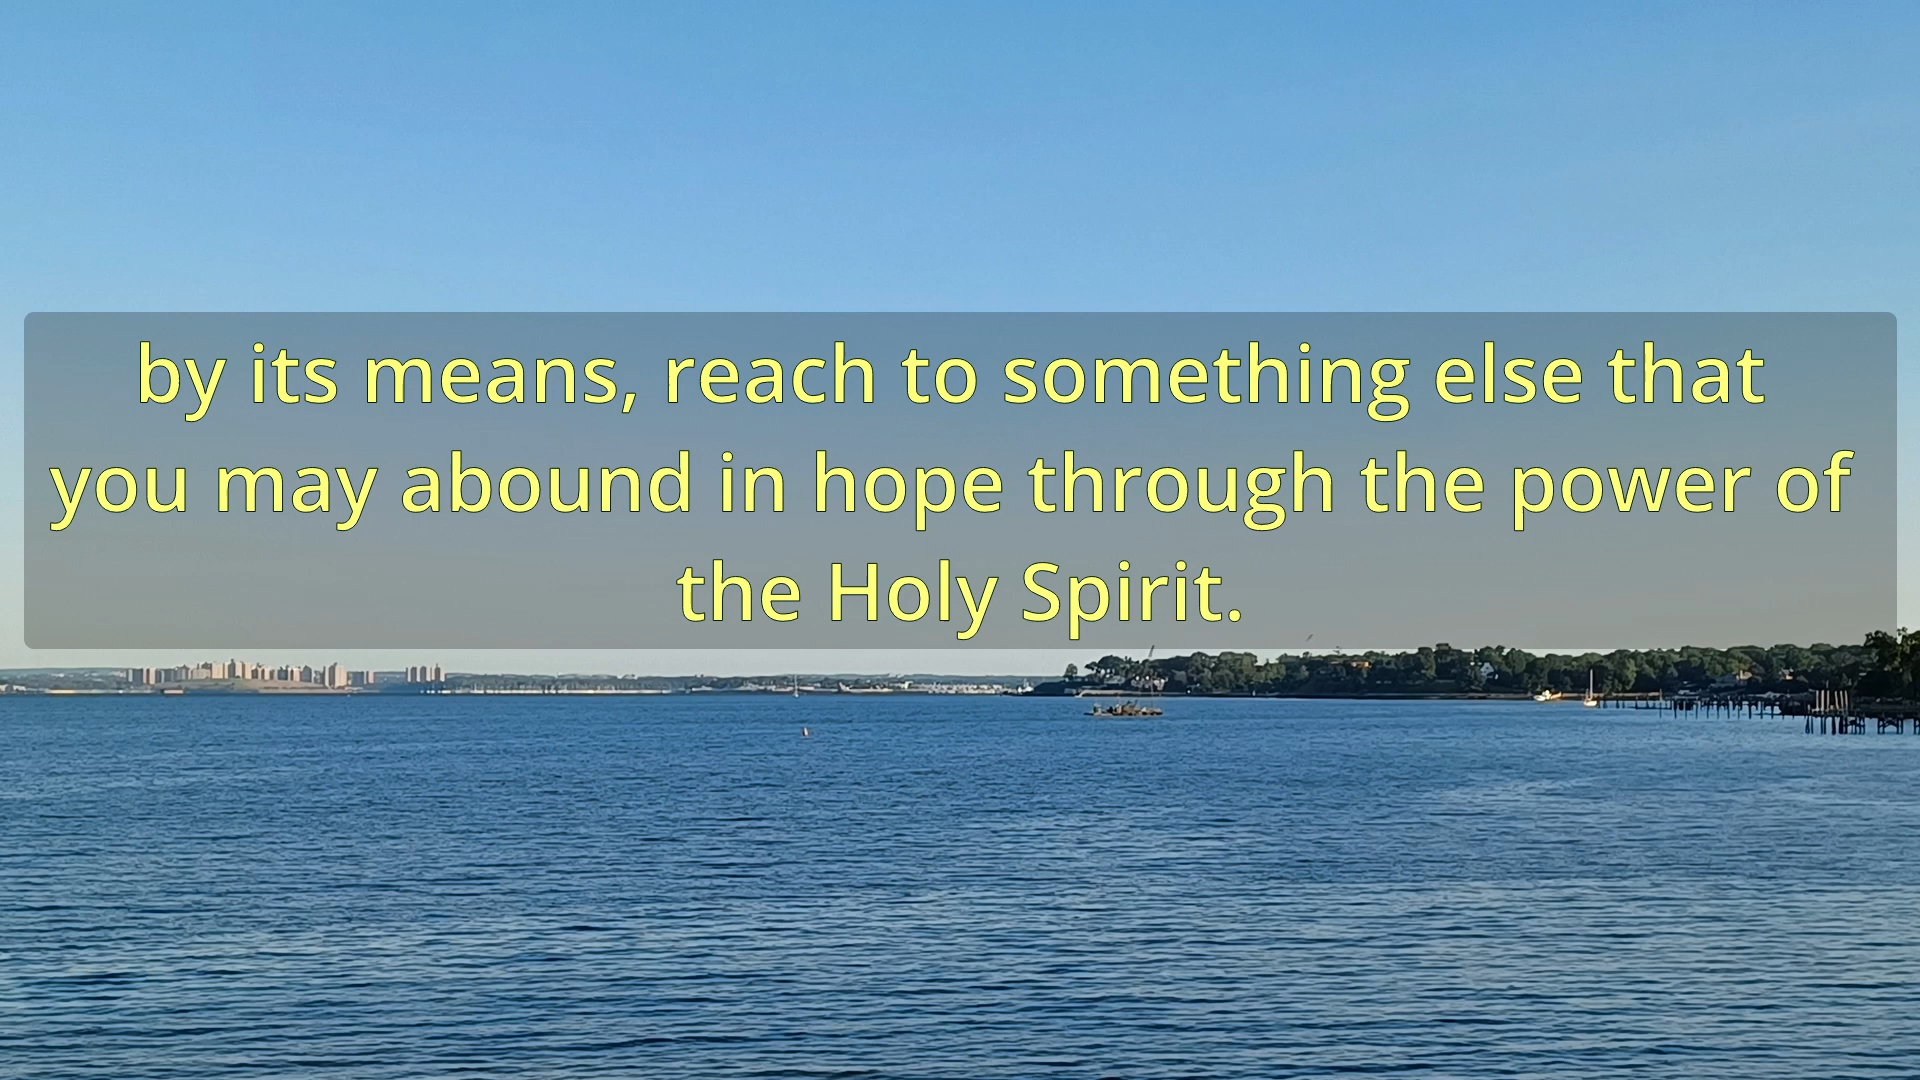 by its means, reach to something else that
you may abound in hope through the power of
the Holy Spirit.